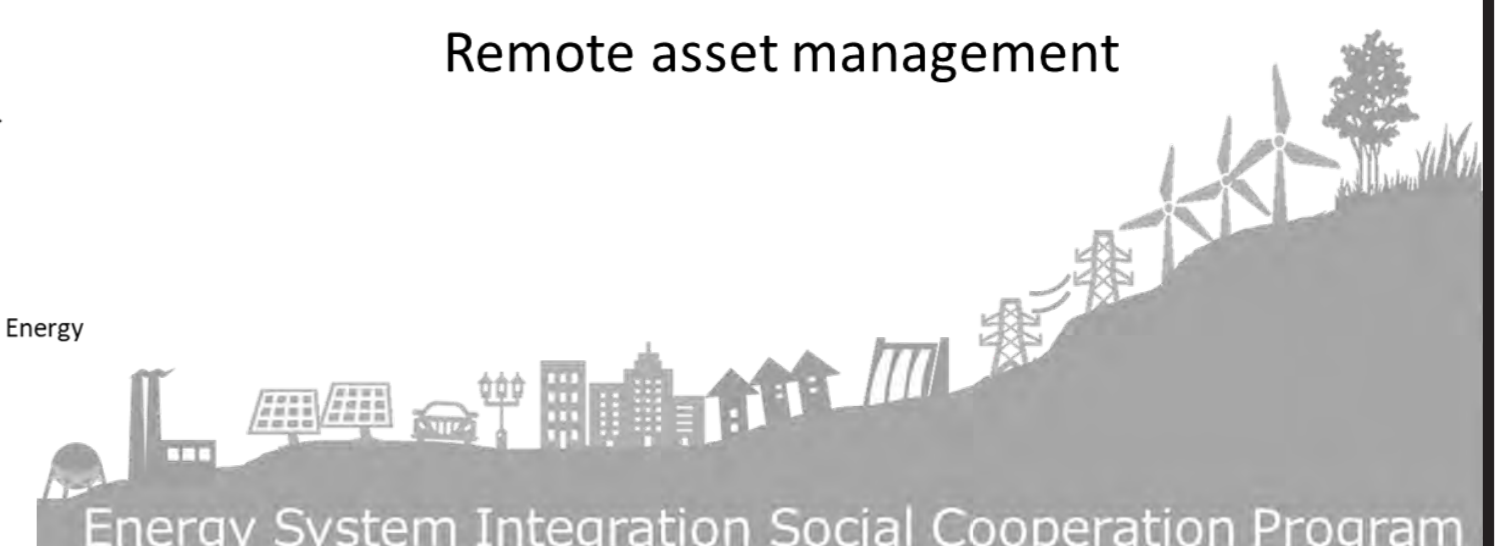 Remote asset management
Energy
Energy System Integration Social Cooperation Program